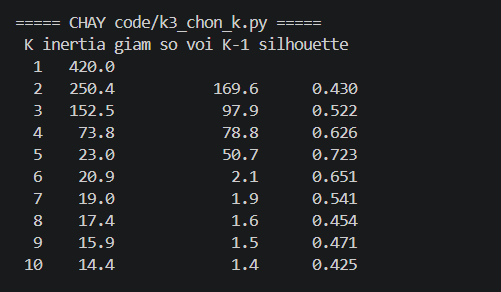 ===== CHAY code/k3_chon_k.py =====
K inertia giam so voi K-1 silhouette
1 420.0
2 250.4 169.6 0.430
3 152.5 97.9 0.522
4 73.8 78.8 0.626
5 23.0 50.7 0.723
6 20.9 2.1 0.651
7 19.0 1.9 0.541
8 17.4 1.6 0.454
9 15.9 1.5 0.471
10 14.4 1.4 0.425